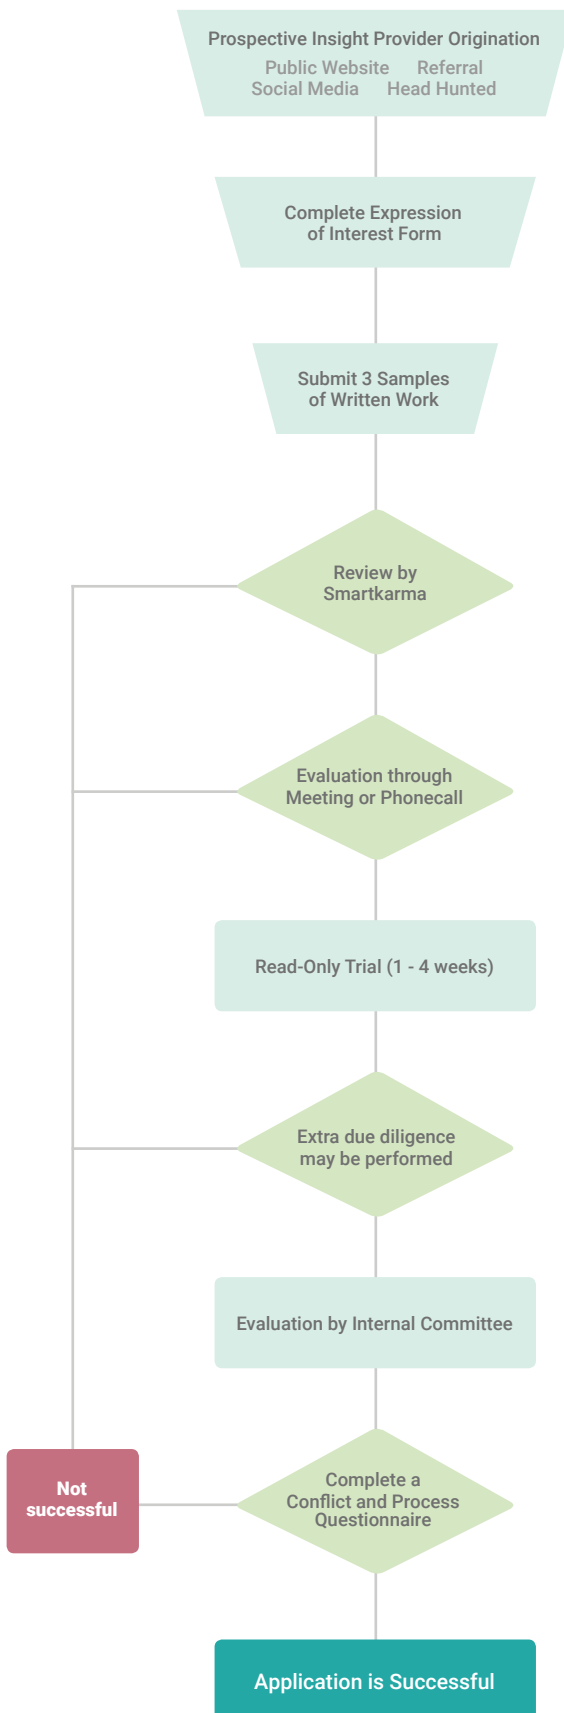 Prospective Insight Provider Origination
Public Website Referral
Social Media Head Hunted
Complete Expression
of Interest Form
Submit 3 Samples
of Written Work
Review by
Smartkarma
Evaluation through
Meeting or Phonecall
Read-Only Trial (1 - 4 weeks)
Extra due diligence
may be performed
Evaluation by Internal Committee
Not
successful
Complete a
Conflict and Process
Questionnaire
Application is Successful